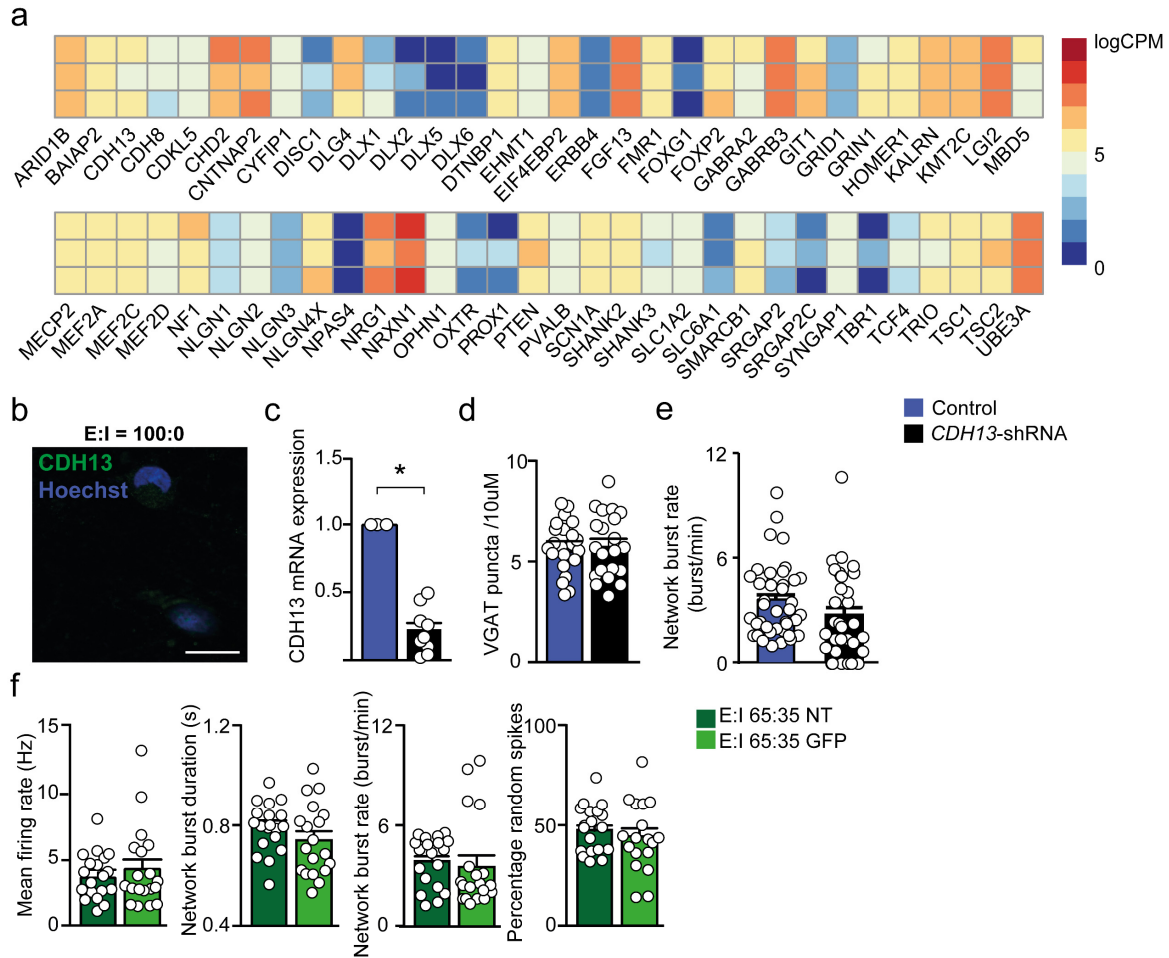 a
logCPM
5
0
ARID1B BAIAP2 CDH13 CDH8 CDKL5 CHD2 CNTNAP2 CYFIP1 DISC1 DLG4 DLX1 DLX2 DLX5 DLX6 DTNBP1 EHMT1 EIF4EBP2 ERBB4 FGF13 FMR1 FOXG1 FOXP2 GABRA2 GABRB3 GIT1 GRID1 GRIN1 HOMER1 KALRN KMT2C LGI2 MBD5
MECP2 MEF2A MEF2C MEF2D NF1 NLGN1 NLGN2 NLGN3 NLGN4X NPAS4 NRG1 NRXN1 OPHN1 OXTR PROX1 PTEN PVALB SCN1A SHANK2 SHANK3 SLC1A2 SLC6A1 SMARCB1 SRGAP2 SRGAP2C SYNGAP1 TBR1 TCF4 TRIO TSC1 TSC2 UBE3A
b
E:I = 100:0
CDH13
Hoechst
c
CDH13 mRNA expression
1.5
1.0
0.5
*
d
VGAT puncta /10uM
10
5
0
e
Network burst rate
(burst/min)
12
6
0
Control
CDH13-shRNA
f
Mean firing rate (Hz)
15
10
5
0
Network burst duration (s)
1.2
0.8
0.4
Network burst rate (burst/min)
12
6
0
Percentage random spikes
100
50
0
E:I 65:35 NT
E:I 65:35 GFP